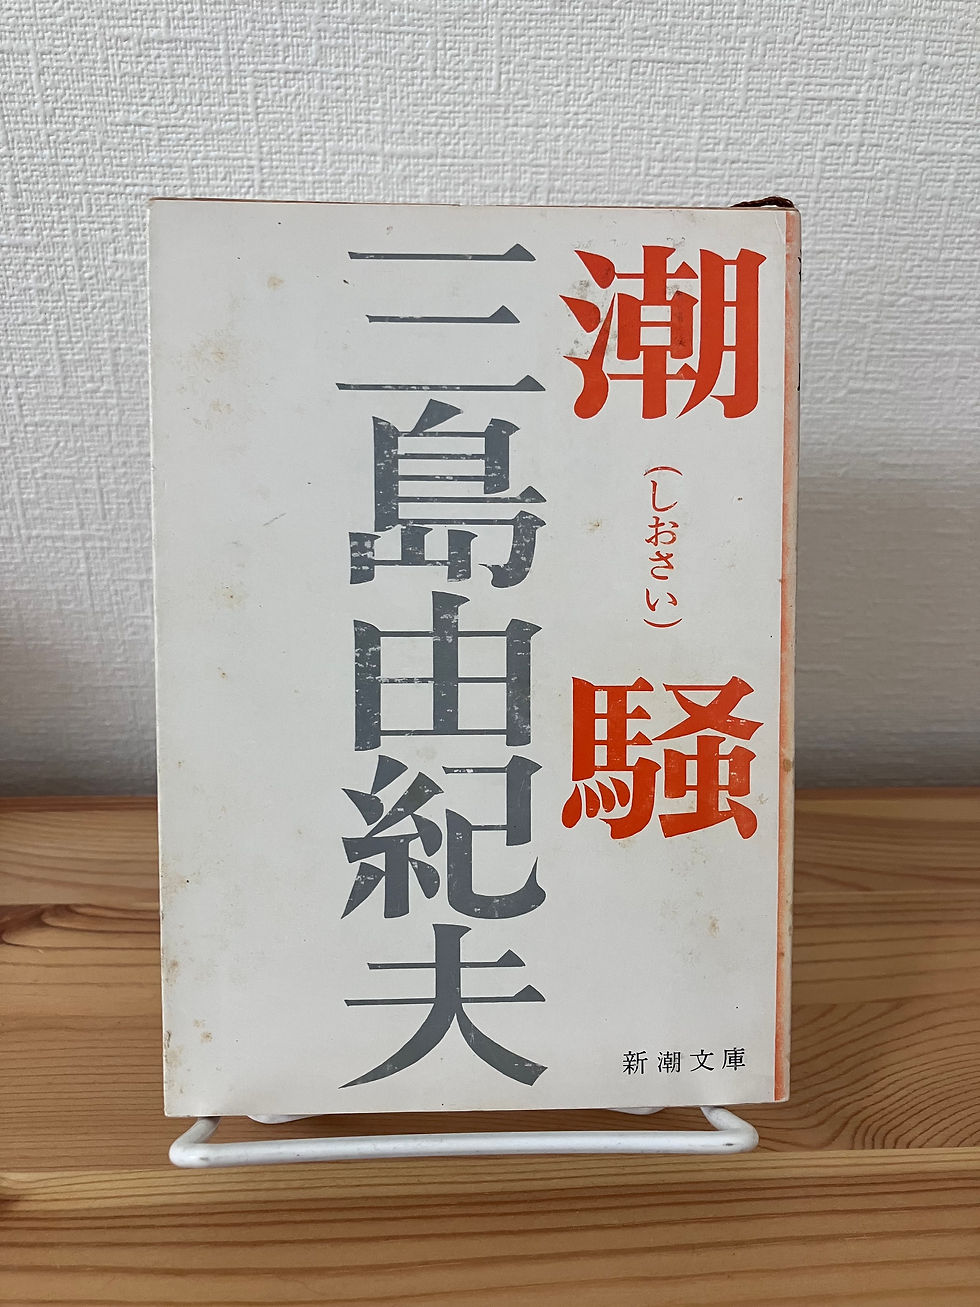 潮
(しおさい)
騒
三島由紀夫
新潮文庫